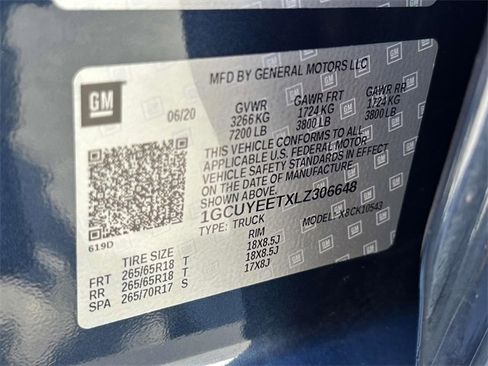 MFD BY GENERAL MOTORS LLC
GM
06/20 GVWR GAWR FRT GAWR RR
3266 KG 1724 KG 1724 KG
7200 LB 3800 LB 3800 LB
THIS VEHICLE CONFORMS TO ALL
APPLICABLE U.S. FEDERAL MOTOR
VEHICLE SAFETY STANDARDS IN EFFECT
ON THE DATE OF MANUFACTURE
SHOWN ABOVE.
1GCUYEETXLZ306648
619D
TYPE: TRUCK MODEL: X8CK10543
TIRE SIZE RIM
FRT 265/65R18 T 18X8.5J
RR 265/65R18 T 18X8.5J
SPA 265/70R17 S 17X8J